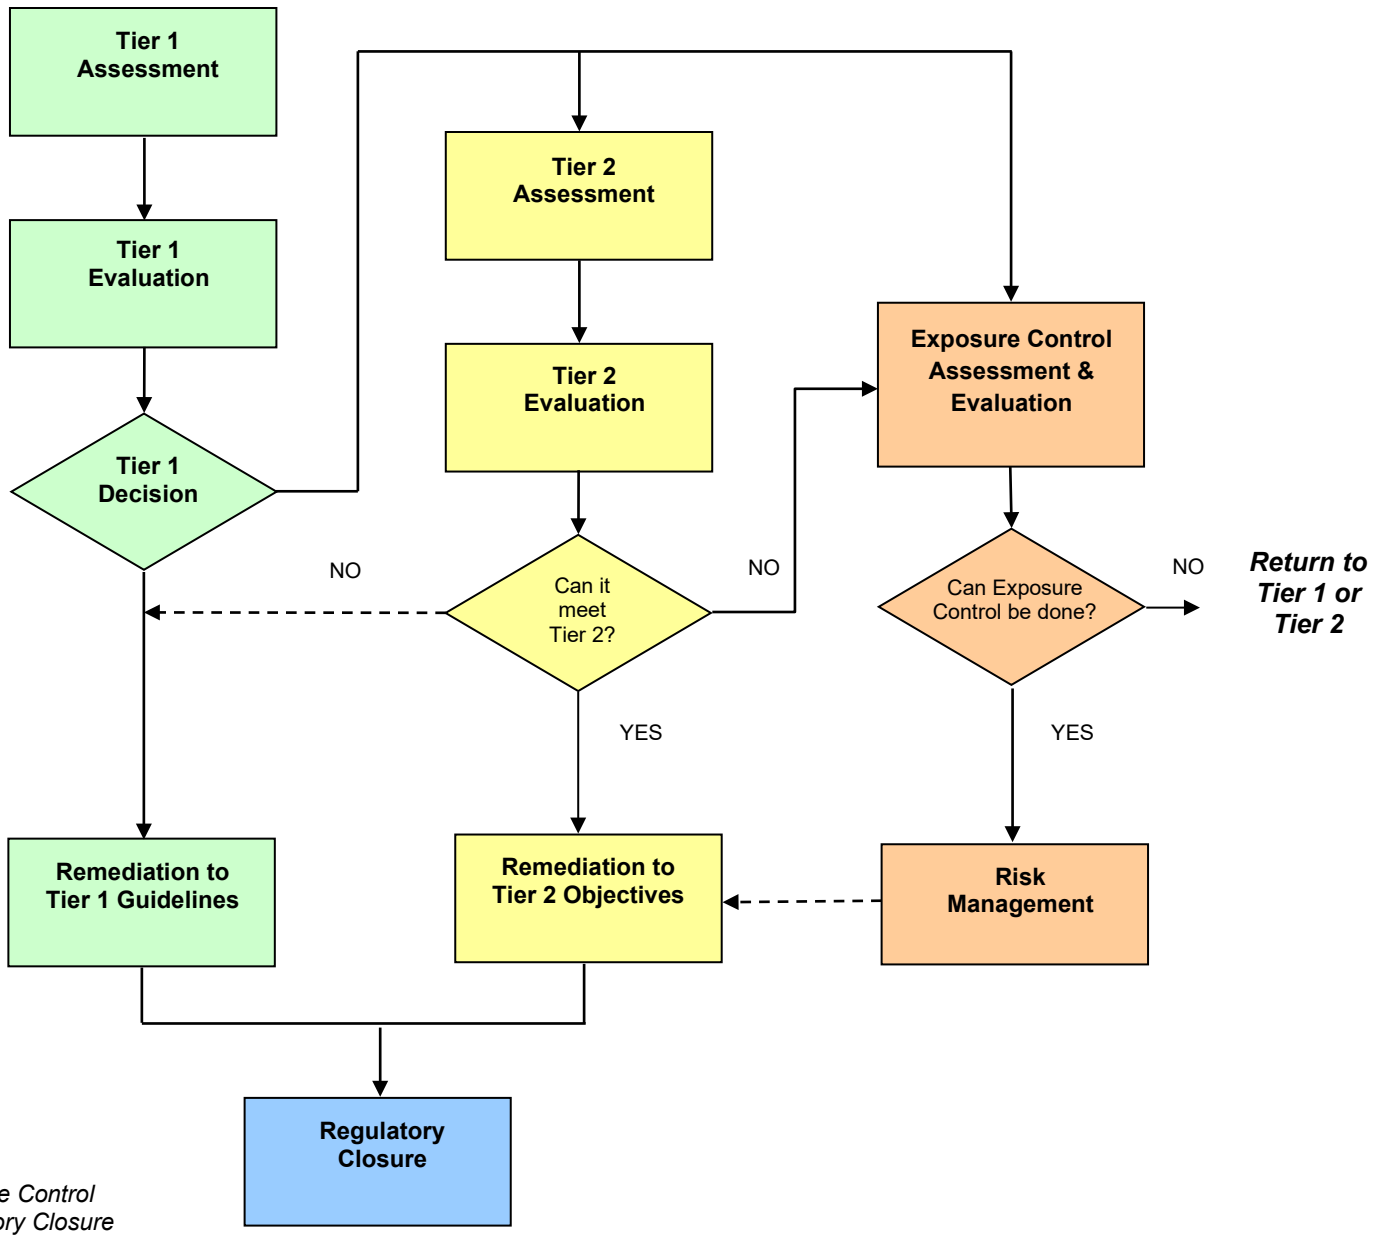 Tier 1
Assessment
Tier 2
Assessment
Tier 1
Evaluation
Exposure Control
Assessment &
Evaluation
Tier 2
Evaluation
Tier 1
Decision
NO
Can it
meet
Tier 2?
NO
Can Exposure
Control be done?
NO
Return to
Tier 1 or
Tier 2
YES
YES
Remediation to
Tier 1 Guidelines
Remediation to
Tier 2 Objectives
Risk
Management
Regulatory
Closure
Control
Closure